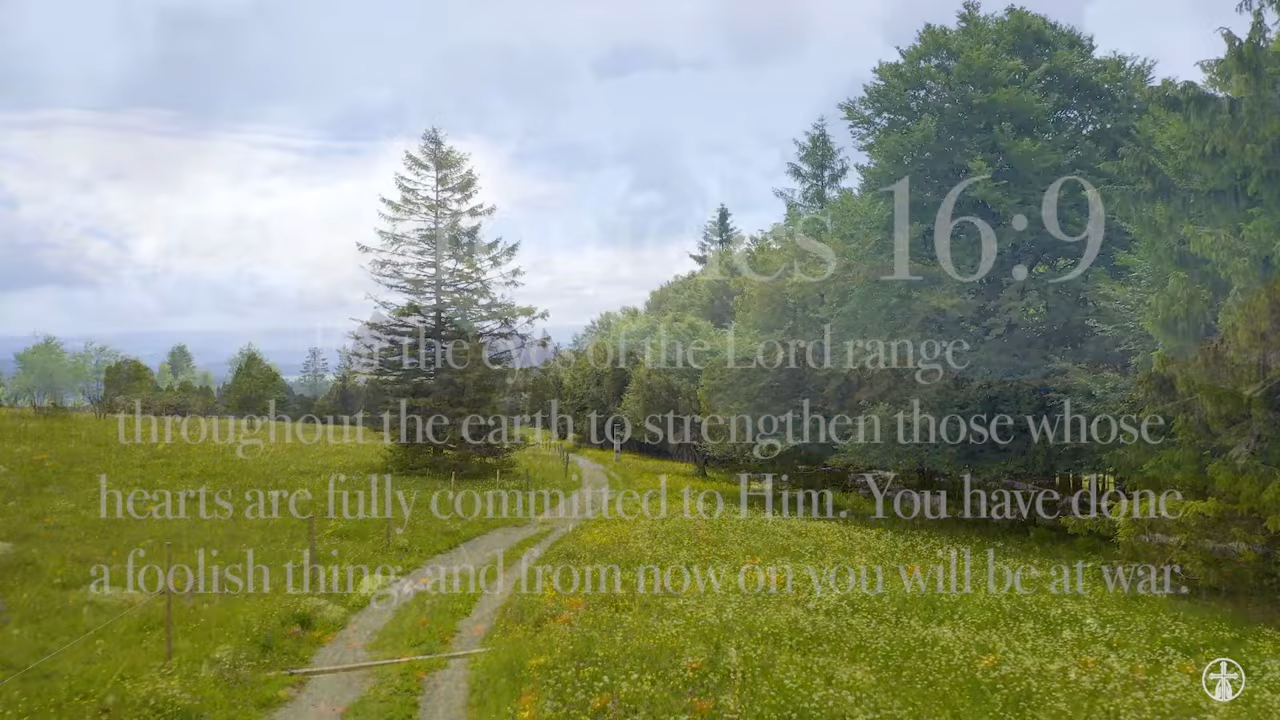 16:9
the eyes of the Lord range
throughout the earth to strengthen those whose
hearts are fully committed to Him. You have done
a foolish thing, and from now on you will be at war.